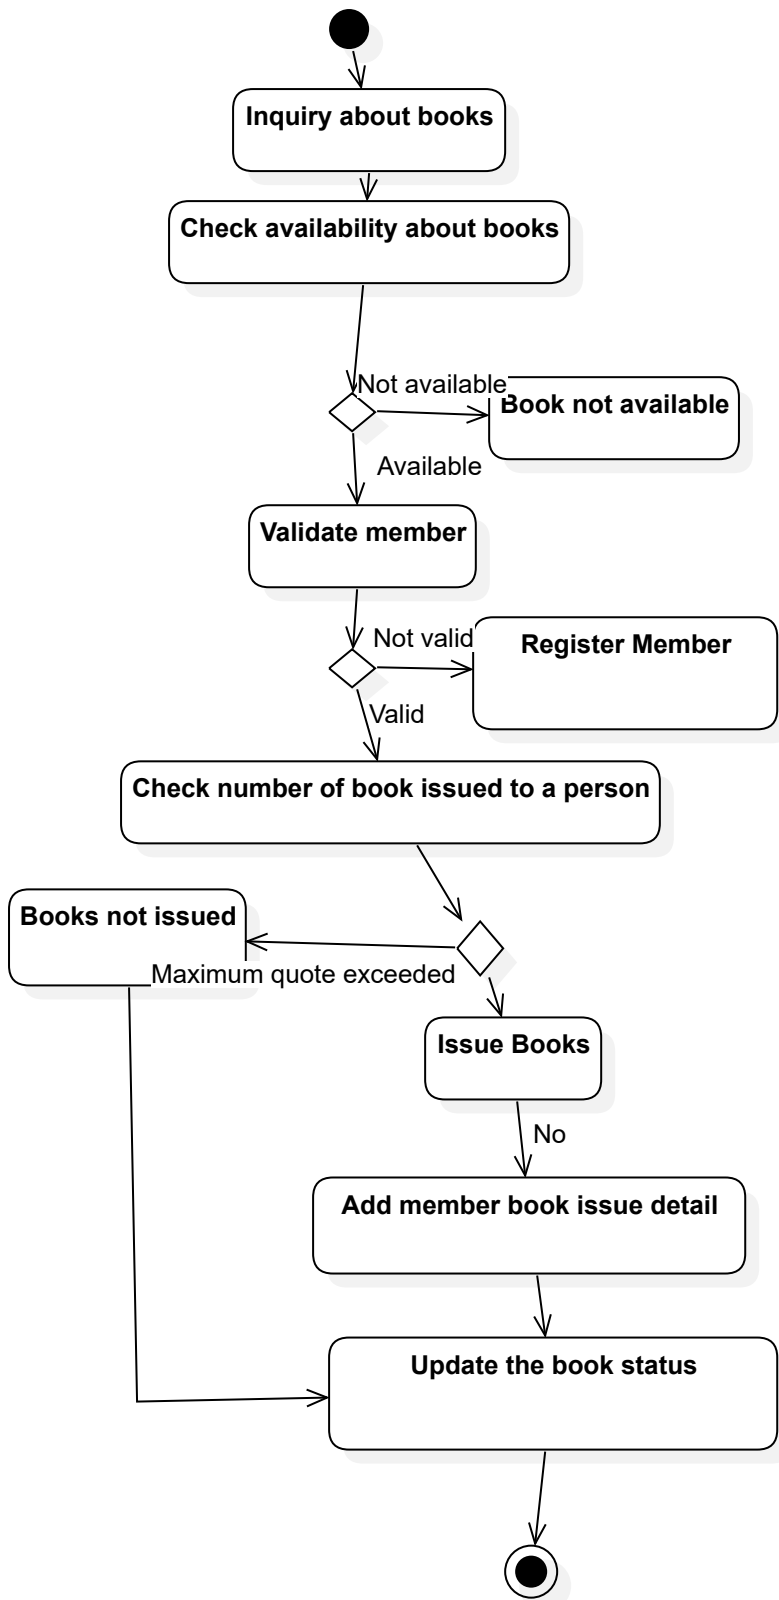 Inquiry about books
Check availability about books
Not available
Book not available
Available
Validate member
Not valid
Register Member
Valid
Check number of book issued to a person
Books not issued
Maximum quote exceeded
Issue Books
No
Add member book issue detail
Update the book status